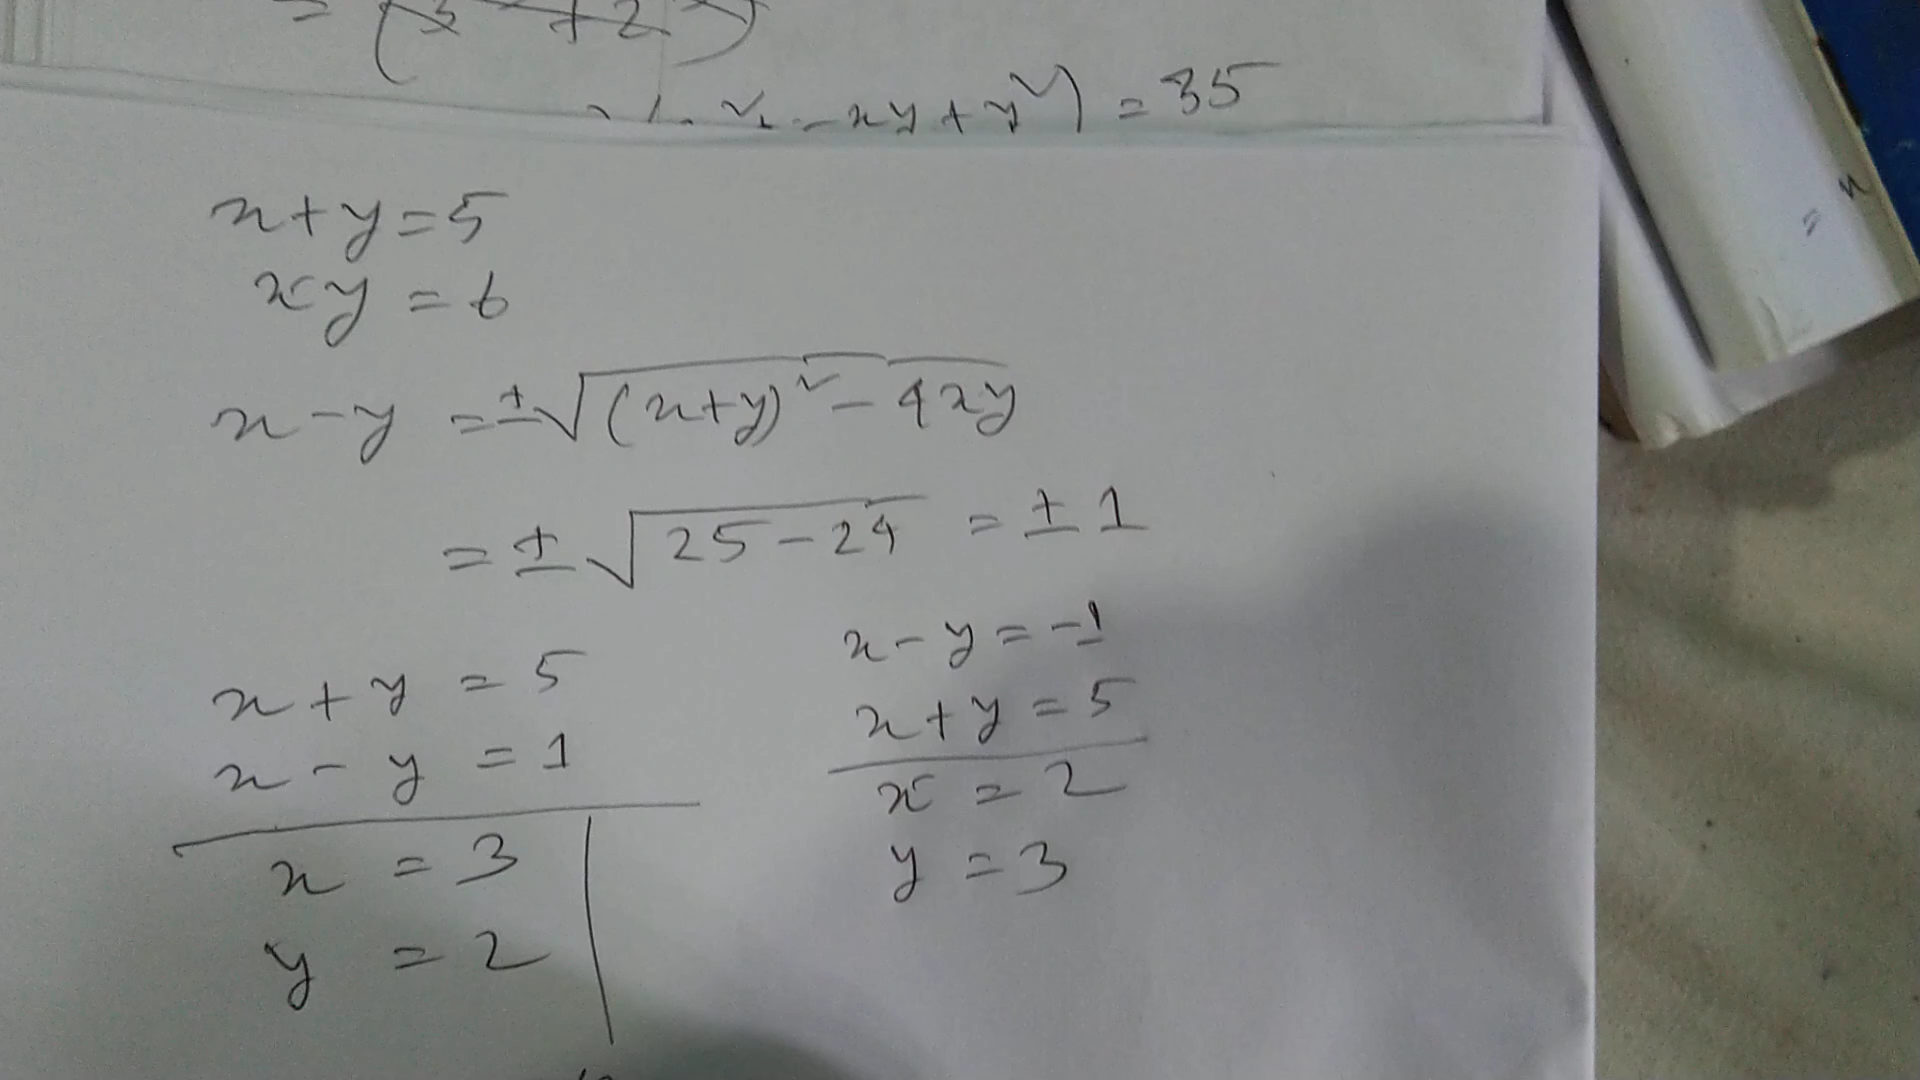 - xy + y²) = 35
x + y = 5
xy = 6
x - y = ±√((x+y)² - 4xy)
= ±√(25 - 24) = ± 1
x + y = 5
x - y = 1
x = 3
y = 2
x - y = -1
x + y = 5
x = 2
y = 3